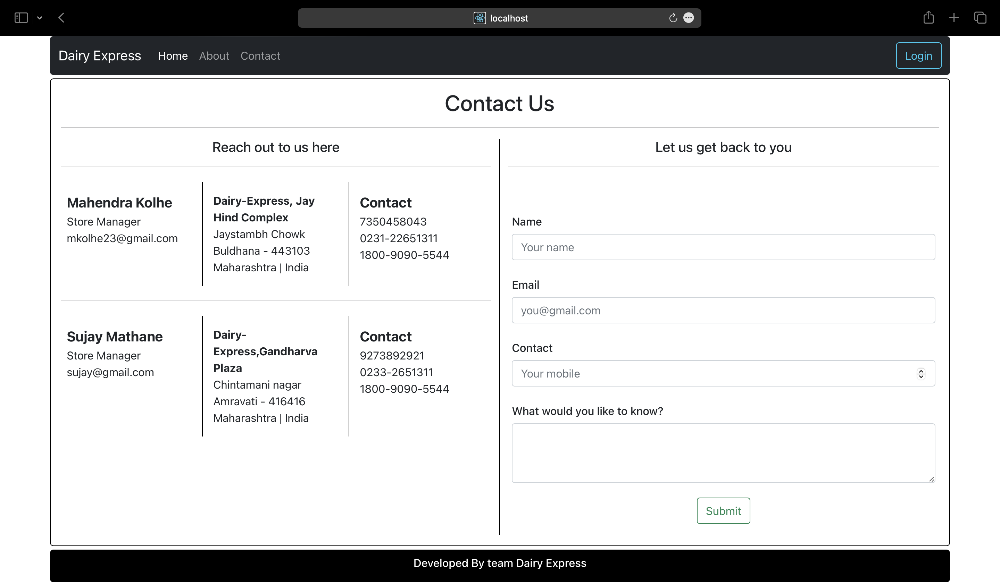 localhost
Dairy Express Home About Contact Login
Contact Us
Reach out to us here
Mahendra Kolhe
Store Manager
mkolhe23@gmail.com
Dairy-Express, Jay
Hind Complex
Jaystambh Chowk
Buldhana - 443103
Maharashtra | India
Contact
7350458043
0231-22651311
1800-9090-5544
Sujay Mathane
Store Manager
sujay@gmail.com
Dairy-
Express,Gandharva
Plaza
Chintamani nagar
Amravati - 416416
Maharashtra | India
Contact
9273892921
0233-2651311
1800-9090-5544
Let us get back to you
Name
Your name
Email
you@gmail.com
Contact
Your mobile
What would you like to know?
Submit
Developed By team Dairy Express